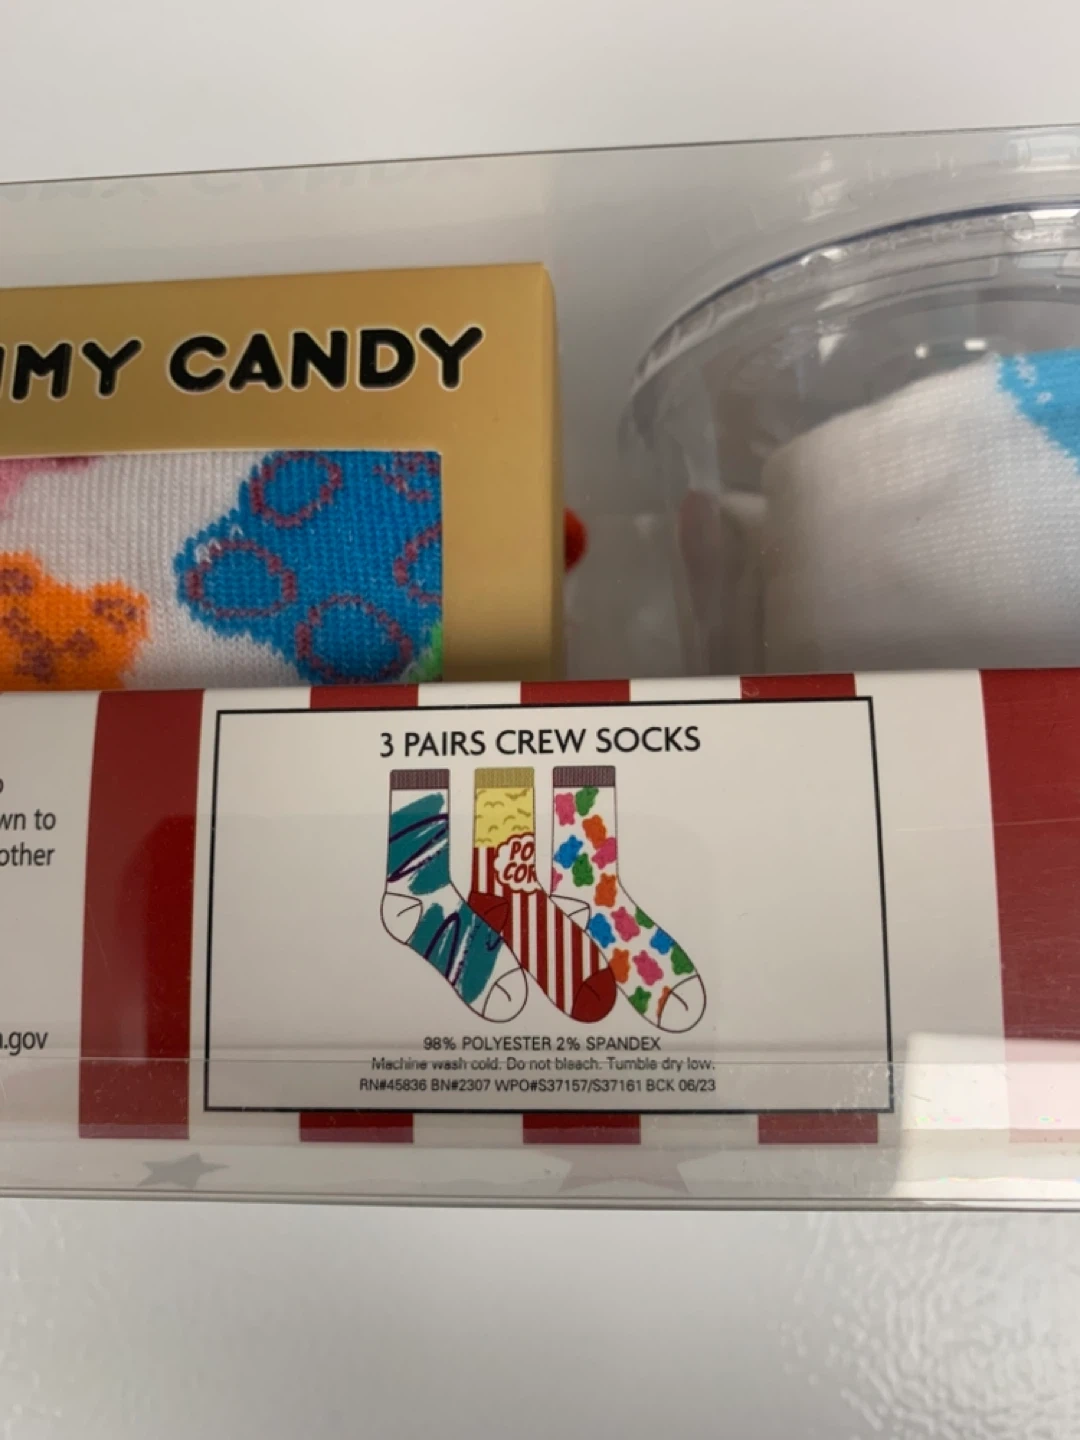 MMY CANDY
3 PAIRS CREW SOCKS
PO
COR
wn to
other
.gov
98% POLYESTER 2% SPANDEX
Machine wash cold. Do not bleach. Tumble dry low.
RN#45836 BN#2307 WPO#S37157/S37161 BCK 06/23